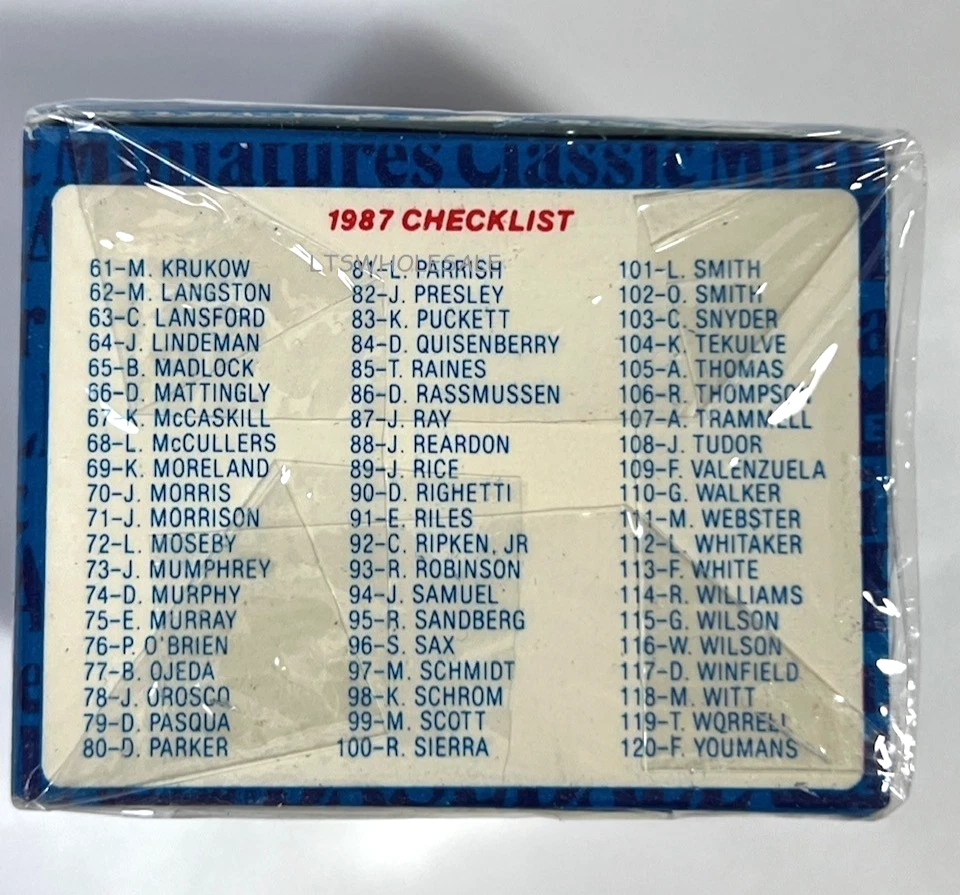 Miniatures Classic Mini
1987 CHECKLIST
LTSWHOLESALE
61-M. KRUKOW
62-M. LANGSTON
63-C. LANSFORD
64-J. LINDEMAN
65-B. MADLOCK
66-D. MATTINGLY
67-K. McCASKILL
68-L. McCULLERS
69-K. MORELAND
70-J. MORRIS
71-J. MORRISON
72-L. MOSEBY
73-J. MUMPHREY
74-D. MURPHY
75-E. MURRAY
76-P. O'BRIEN
77-B. OJEDA
78-J. OROSCO
79-D. PASQUA
80-D. PARKER
81-L. PARRISH
82-J. PRESLEY
83-K. PUCKETT
84-D. QUISENBERRY
85-T. RAINES
86-D. RASSMUSSEN
87-J. RAY
88-J. REARDON
89-J. RICE
90-D. RIGHETTI
91-E. RILES
92-C. RIPKEN, JR
93-R. ROBINSON
94-J. SAMUEL
95-R. SANDBERG
96-S. SAX
97-M. SCHMIDT
98-K. SCHROM
99-M. SCOTT
100-R. SIERRA
101-L. SMITH
102-O. SMITH
103-C. SNYDER
104-K. TEKULVE
105-A. THOMAS
106-R. THOMPSON
107-A. TRAMMELL
108-J. TUDOR
109-F. VALENZUELA
110-G. WALKER
111-M. WEBSTER
112-L. WHITAKER
113-F. WHITE
114-R. WILLIAMS
115-G. WILSON
116-W. WILSON
117-D. WINFIELD
118-M. WITT
119-T. WORRELL
120-F. YOUMANS